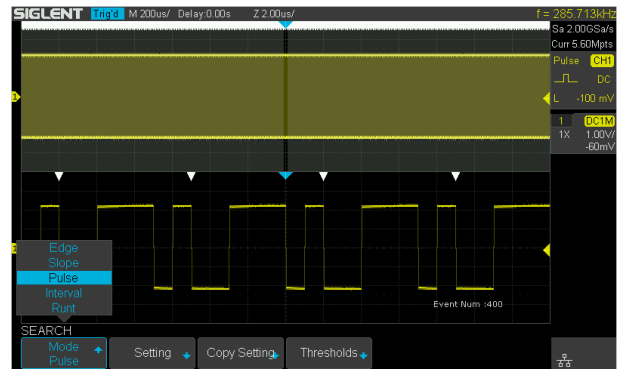 SIGLENT Trig'd M 200us/ Delay:0.00s Z 2.00us/ f = 285.713kHz
Sa 2.00GSa/s
Curr 5.60Mpts
Pulse CH1
DC
L -100 mV
1 DC1M
1X 1.00V/
-60mV
1
1
Edge
Slope
Pulse
Interval
Runt
Event Num :400
SEARCH
Mode
Pulse
Setting
Copy Setting
Thresholds